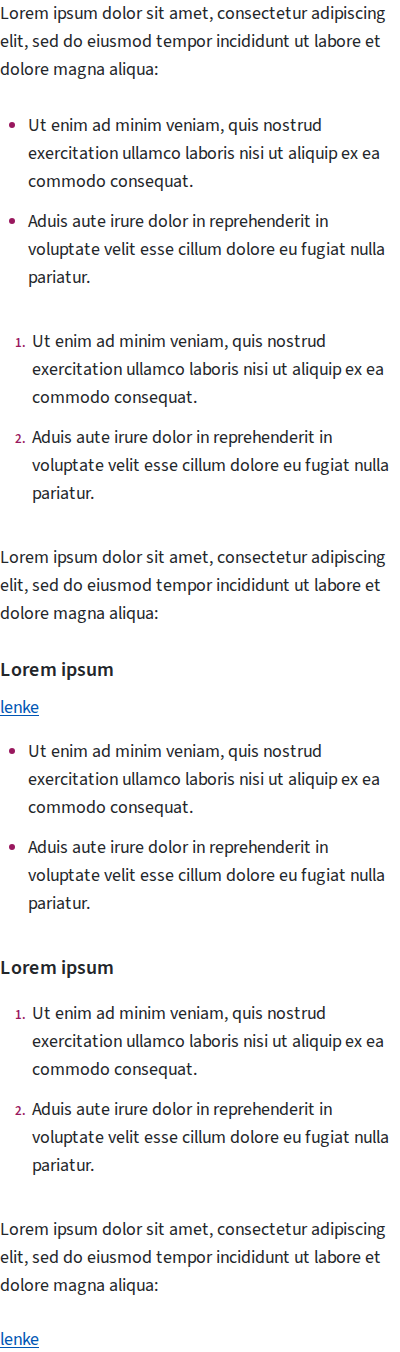 Lorem ipsum dolor sit amet, consectetur adipiscing
elit, sed do eiusmod tempor incididunt ut labore et
dolore magna aliqua:
• Ut enim ad minim veniam, quis nostrud
exercitation ullamco laboris nisi ut aliquip ex ea
commodo consequat.
• Aduis aute irure dolor in reprehenderit in
voluptate velit esse cillum dolore eu fugiat nulla
pariatur.
1. Ut enim ad minim veniam, quis nostrud
exercitation ullamco laboris nisi ut aliquip ex ea
commodo consequat.
2. Aduis aute irure dolor in reprehenderit in
voluptate velit esse cillum dolore eu fugiat nulla
pariatur.
Lorem ipsum dolor sit amet, consectetur adipiscing
elit, sed do eiusmod tempor incididunt ut labore et
dolore magna aliqua:
Lorem ipsum
lenke
• Ut enim ad minim veniam, quis nostrud
exercitation ullamco laboris nisi ut aliquip ex ea
commodo consequat.
• Aduis aute irure dolor in reprehenderit in
voluptate velit esse cillum dolore eu fugiat nulla
pariatur.
Lorem ipsum
1. Ut enim ad minim veniam, quis nostrud
exercitation ullamco laboris nisi ut aliquip ex ea
commodo consequat.
2. Aduis aute irure dolor in reprehenderit in
voluptate velit esse cillum dolore eu fugiat nulla
pariatur.
Lorem ipsum dolor sit amet, consectetur adipiscing
elit, sed do eiusmod tempor incididunt ut labore et
dolore magna aliqua:
lenke